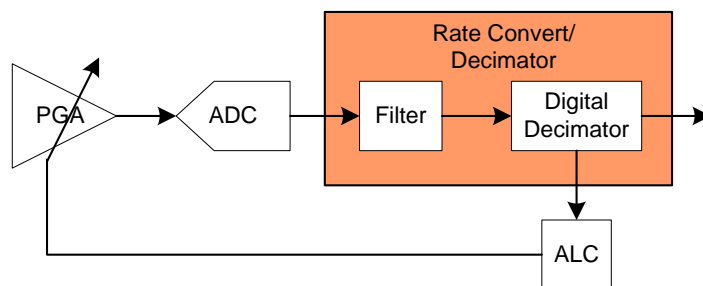 Rate Convert/
Decimator
PGA
ADC
Filter
Digital
Decimator
ALC